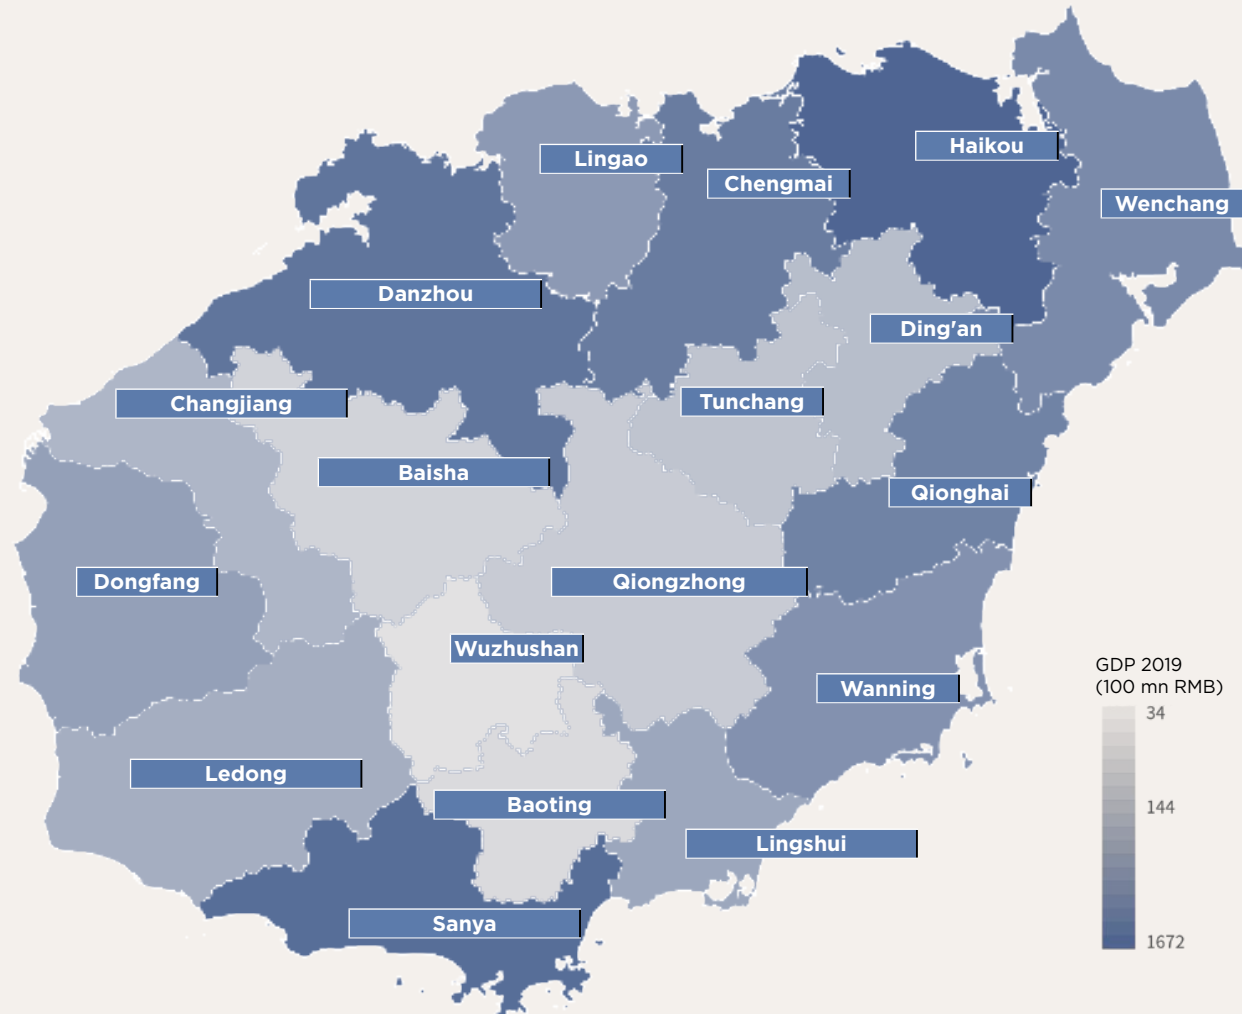 Lingao
Haikou
Chengmai
Wenchang
Danzhou
Ding'an
Changjiang
Tunchang
Baisha
Qionghai
Dongfang
Qiongzhong
Wuzhushan
Wanning
GDP 2019
(100 mn RMB)
34
144
1672
Ledong
Baoting
Lingshui
Sanya